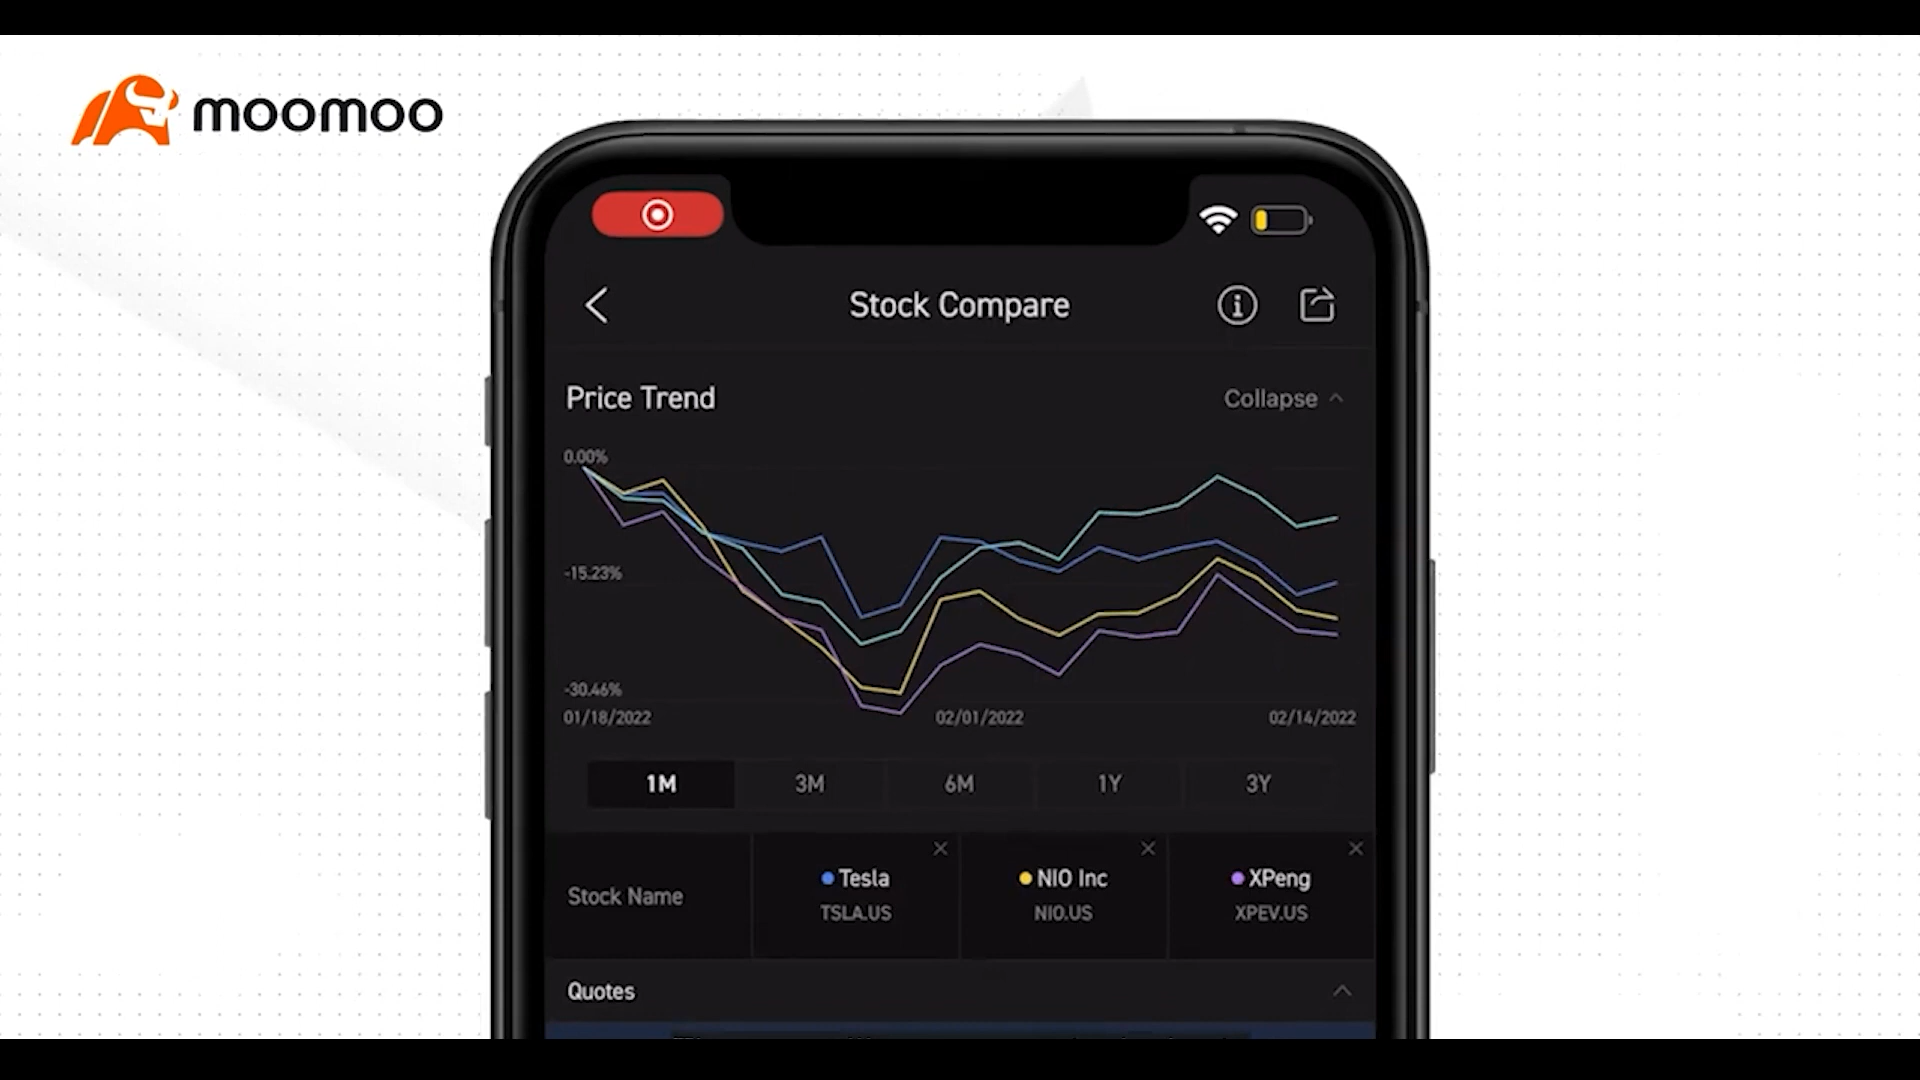 moomoo
Stock Compare
Price Trend
Collapse
0.00%
-15.23%
-30.46%
01/18/2022 02/01/2022 02/14/2022
1M 3M 6M 1Y 3Y
Stock Name
Tesla
TSLA.US
NIO Inc
NIO.US
XPeng
XPEV.US
Quotes